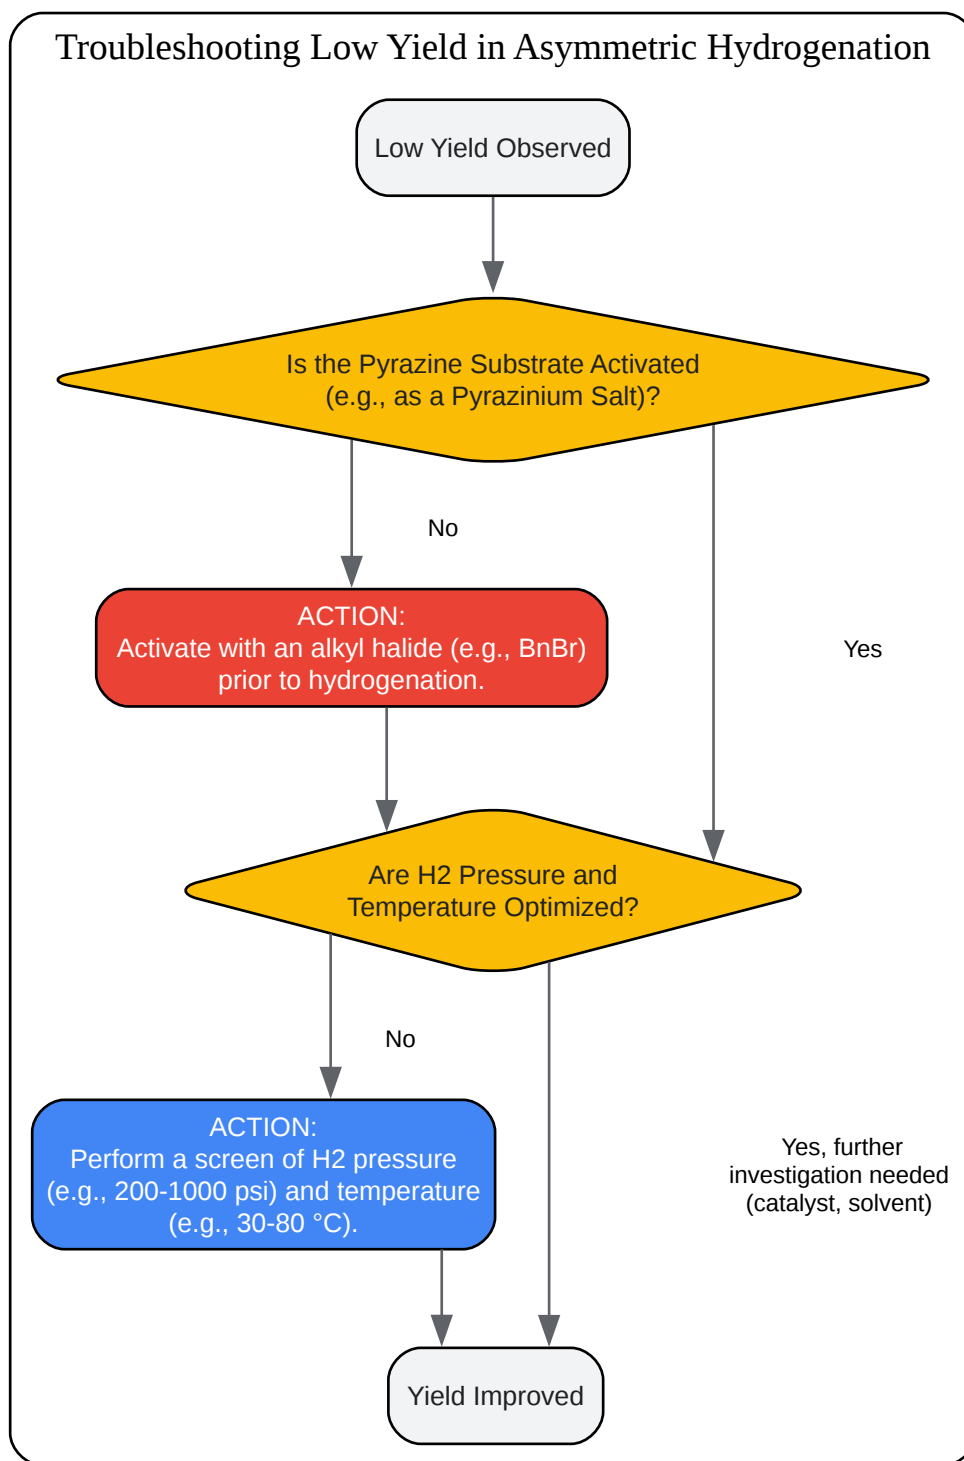 Troubleshooting Low Yield in Asymmetric Hydrogenation
Low Yield Observed
Is the Pyrazine Substrate Activated
(e.g., as a Pyrazinium Salt)?
No
ACTION:
Activate with an alkyl halide (e.g., BnBr)
prior to hydrogenation.
Yes
Are H2 Pressure and
Temperature Optimized?
No
ACTION:
Perform a screen of H2 pressure
(e.g., 200-1000 psi) and temperature
(e.g., 30-80 °C).
Yes, further
investigation needed
(catalyst, solvent)
Yield Improved